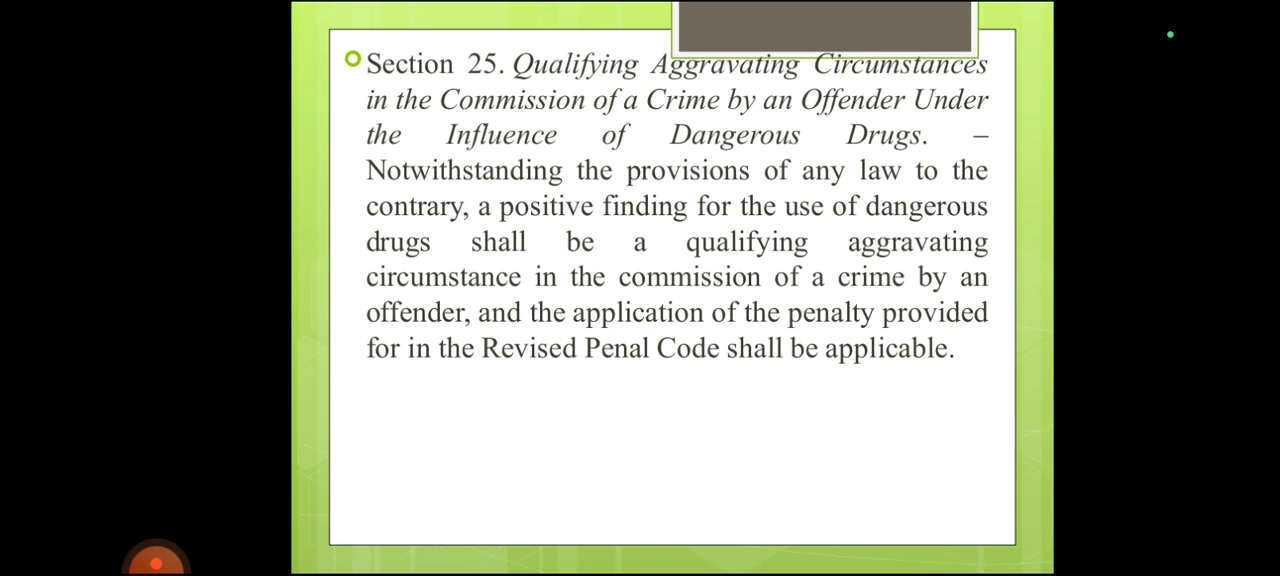 Section 25. Qualifying Aggravating Circumstances
in the Commission of a Crime by an Offender Under
the Influence of Dangerous Drugs. –
Notwithstanding the provisions of any law to the
contrary, a positive finding for the use of dangerous
drugs shall be a qualifying aggravating
circumstance in the commission of a crime by an
offender, and the application of the penalty provided
for in the Revised Penal Code shall be applicable.